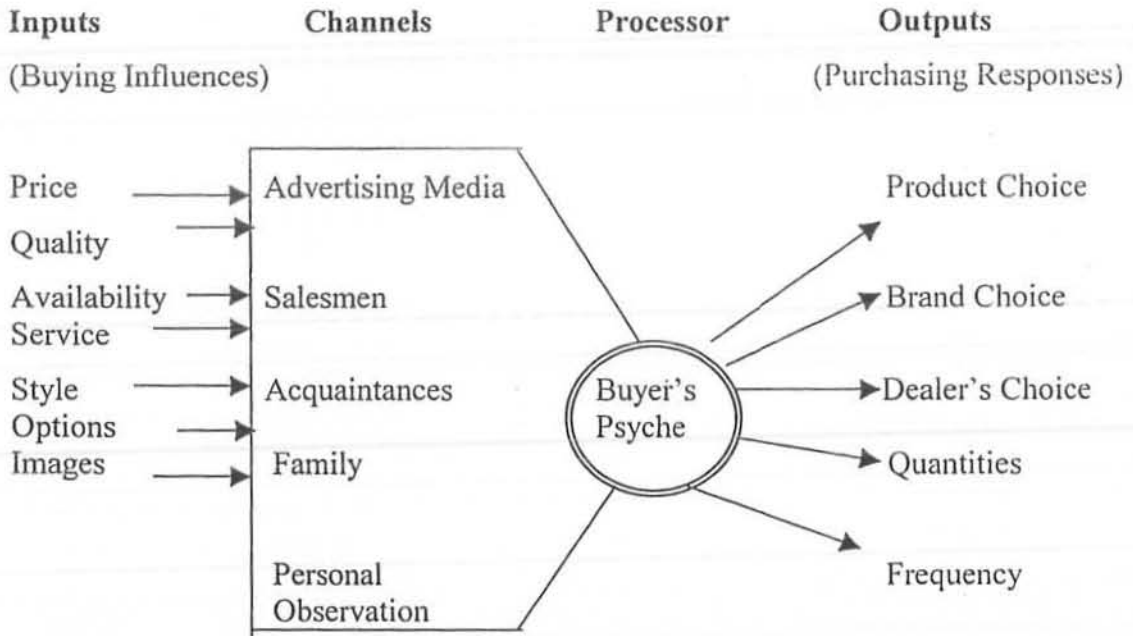 Inputs Channels Processor Outputs
(Buying Influences) (Purchasing Responses)
Price
Quality
Availability
Service
Style
Options
Images
Advertising Media
Salesmen
Acquaintances
Family
Personal
Observation
Buyer's
Psyche
Product Choice
Brand Choice
Dealer's Choice
Quantities
Frequency